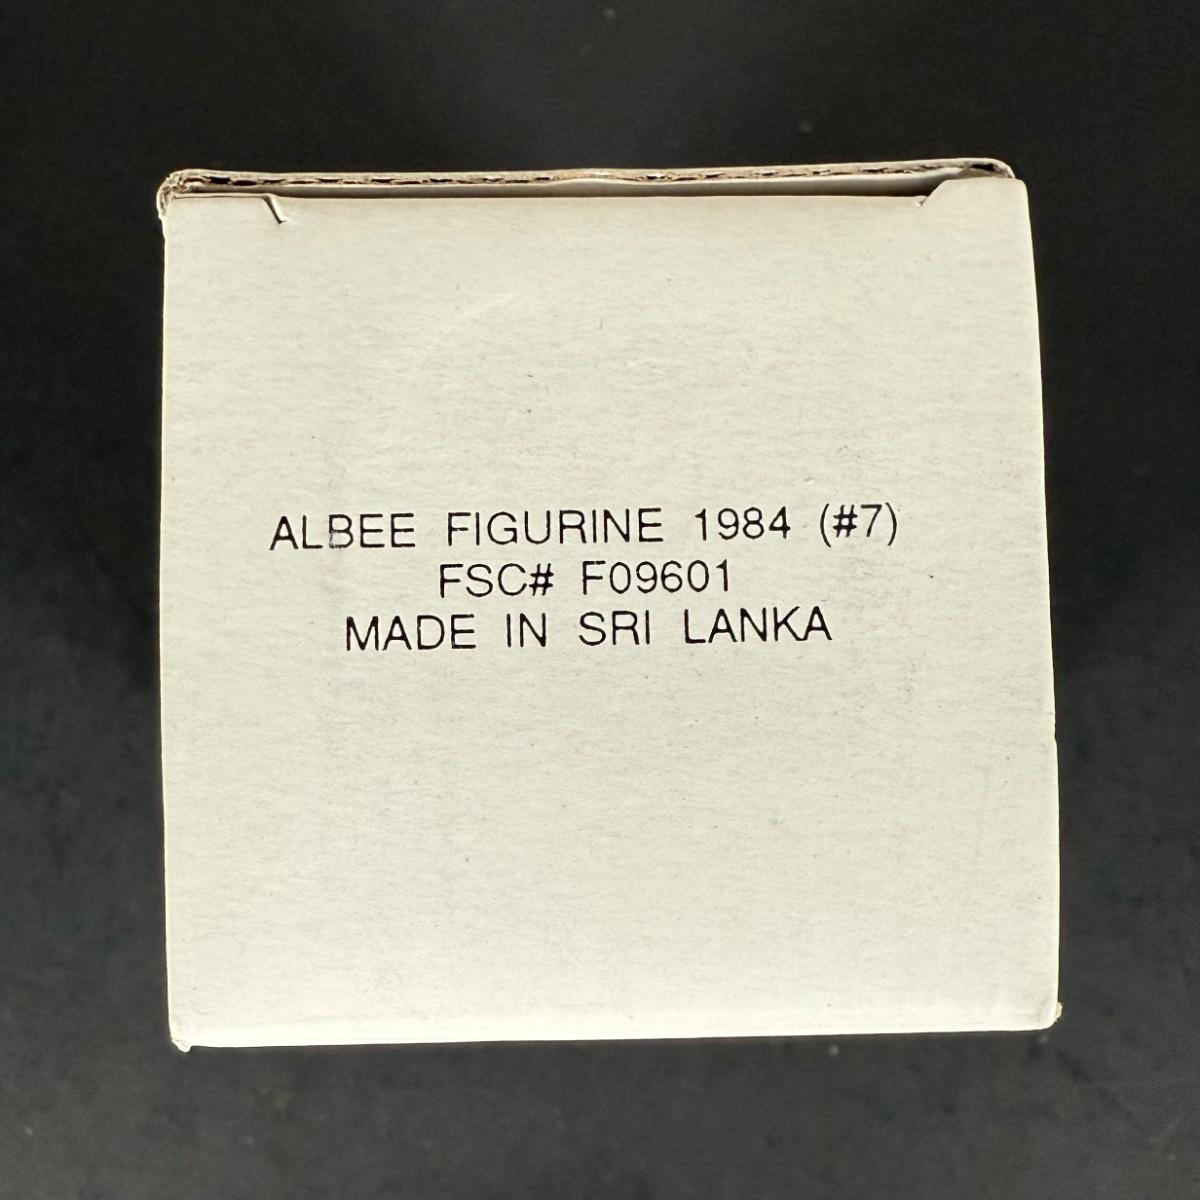 ALBEE FIGURINE 1984 (#7)
FSC# F09601
MADE IN SRI LANKA